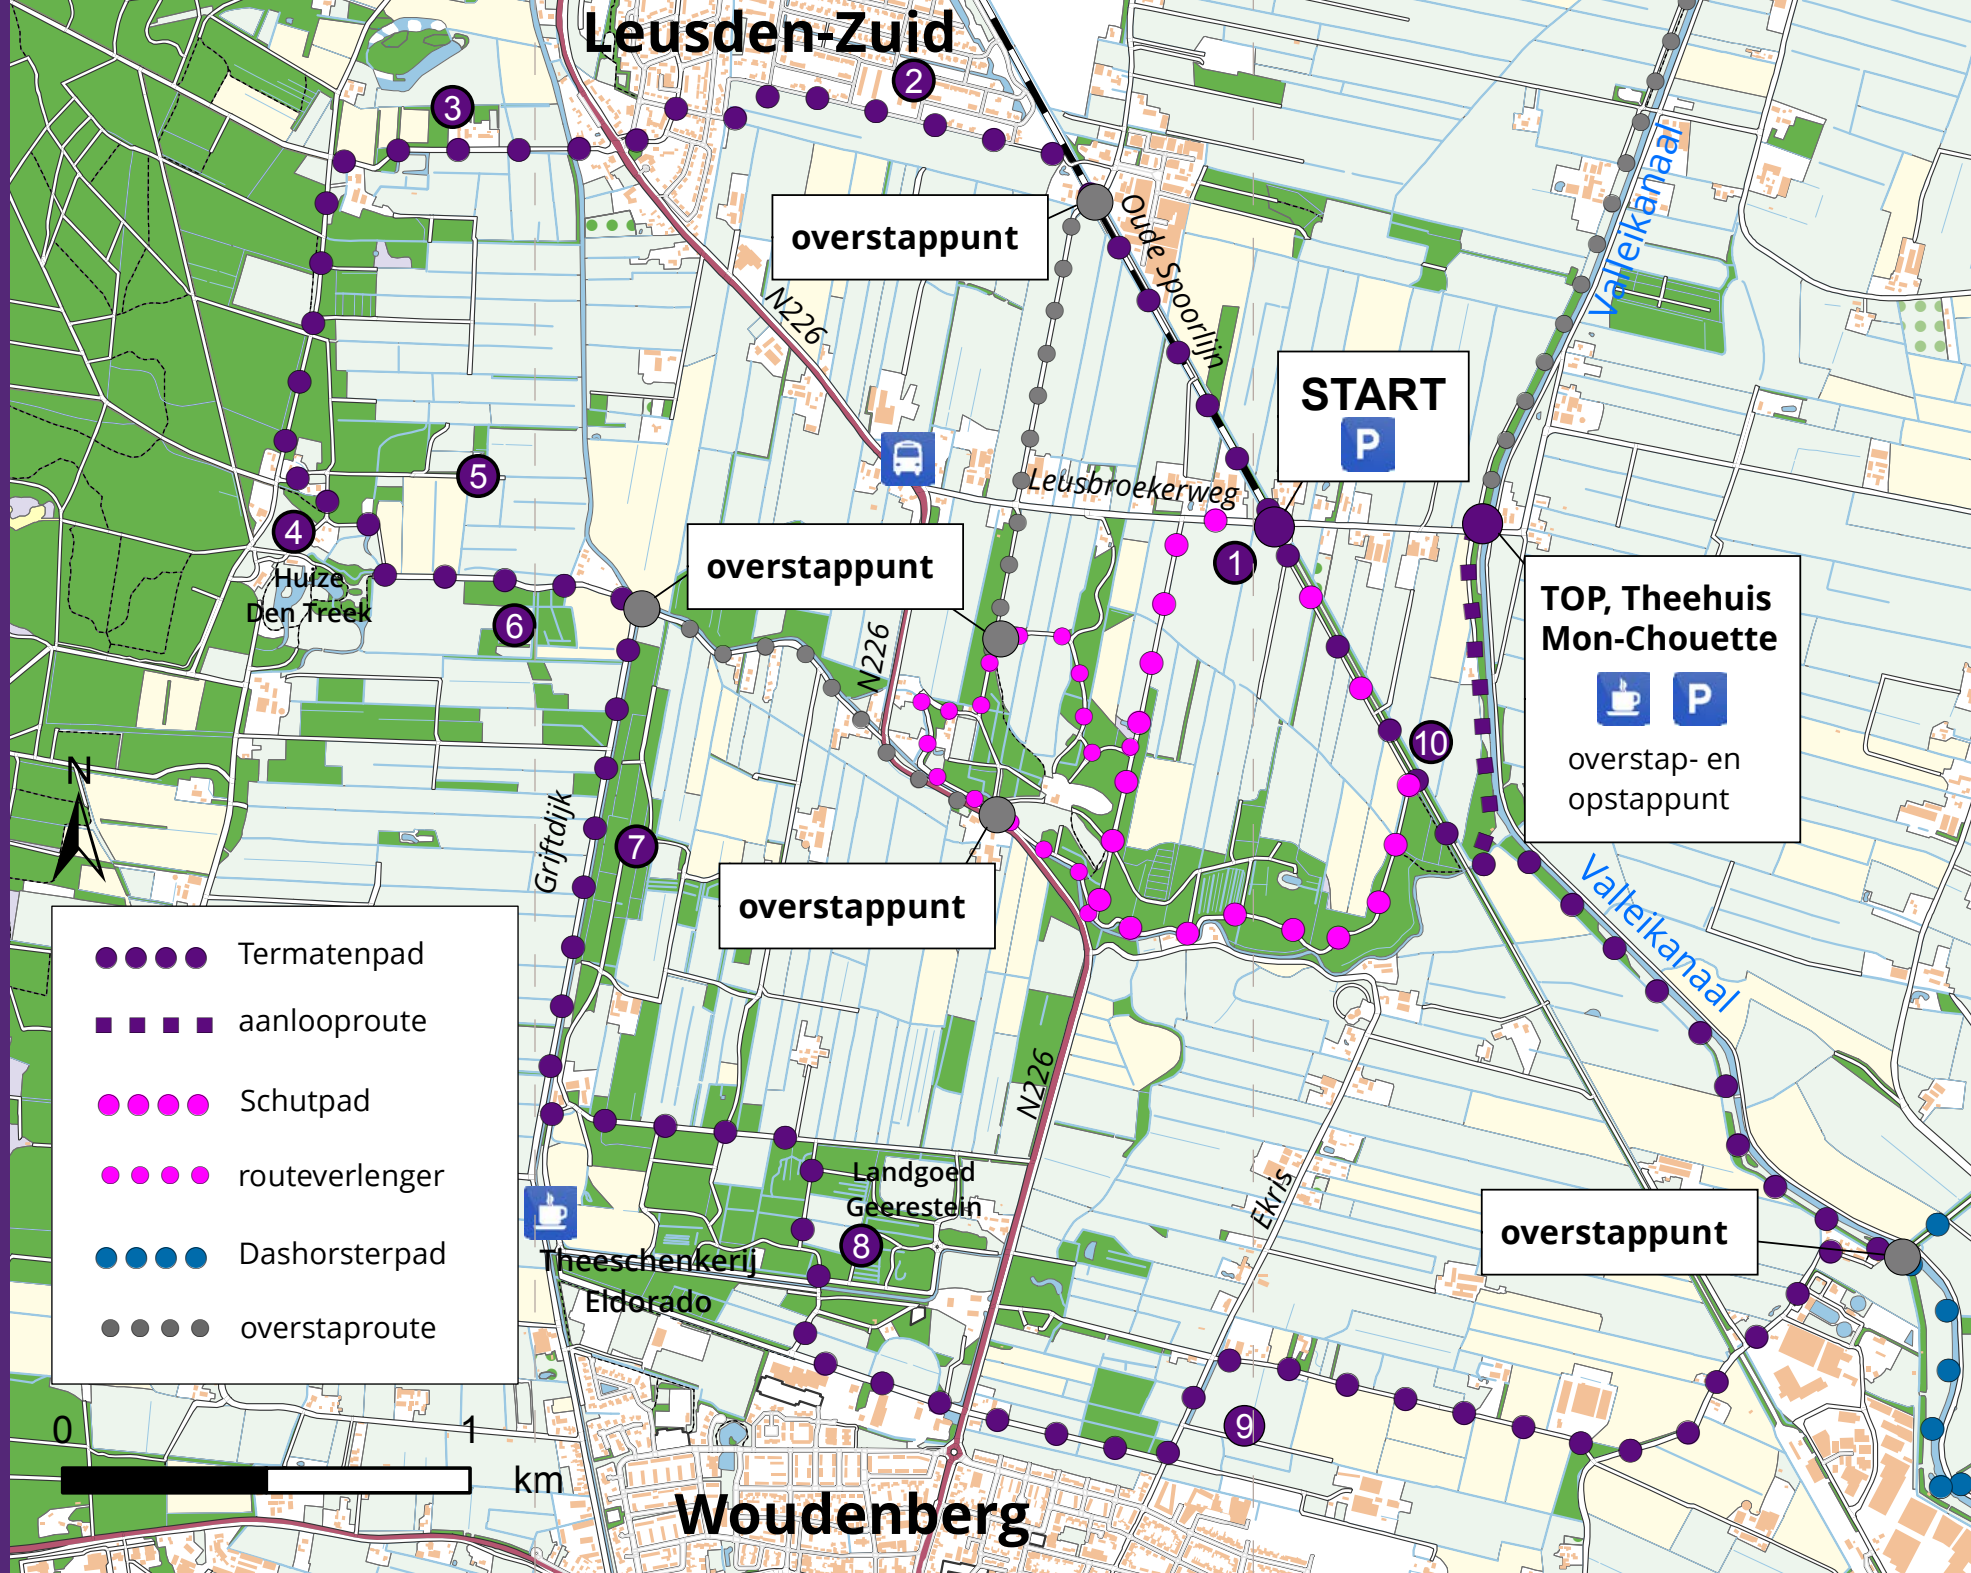 Leusden-Zuid
2
3
overstappunt
Oude Spoorlijn
Valleikanaal
N226
START
P
Leusbroekerweg
5
4
1
overstappunt
Huize
Den Treek
6
TOP, Theehuis
Mon-Chouette
P
overstap- en
opstappunt
N226
10
N
Griftdijk
7
overstappunt
Valleikanaal
Termatenpad
aanlooproute
Schutpad
routeverlenger
Dashorsterpad
overstaproute
N226
Landgoed
Geerestein
8
Ekris
overstappunt
Theeschenkerij
Eldorado
9
0 1
km
Woudenberg